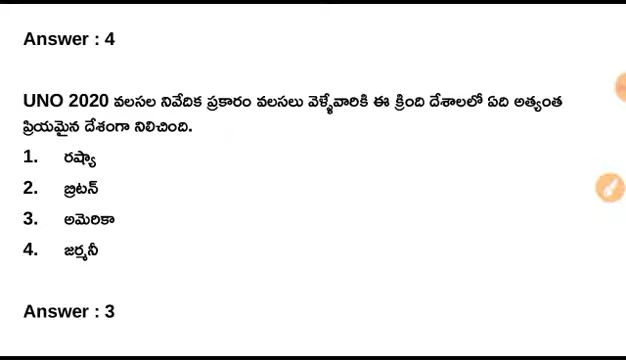 Answer : 4
UNO 2020 వలసల నివేదిక ప్రకారం వలసలు వెళ్ళేవారికి ఈ క్రింది దేశాలలో ఏది అత్యంత
ప్రియమైన దేశంగా నిలిచింది.
1. రష్యా
2. బ్రిటన్
3. అమెరికా
4. జర్మనీ
Answer : 3